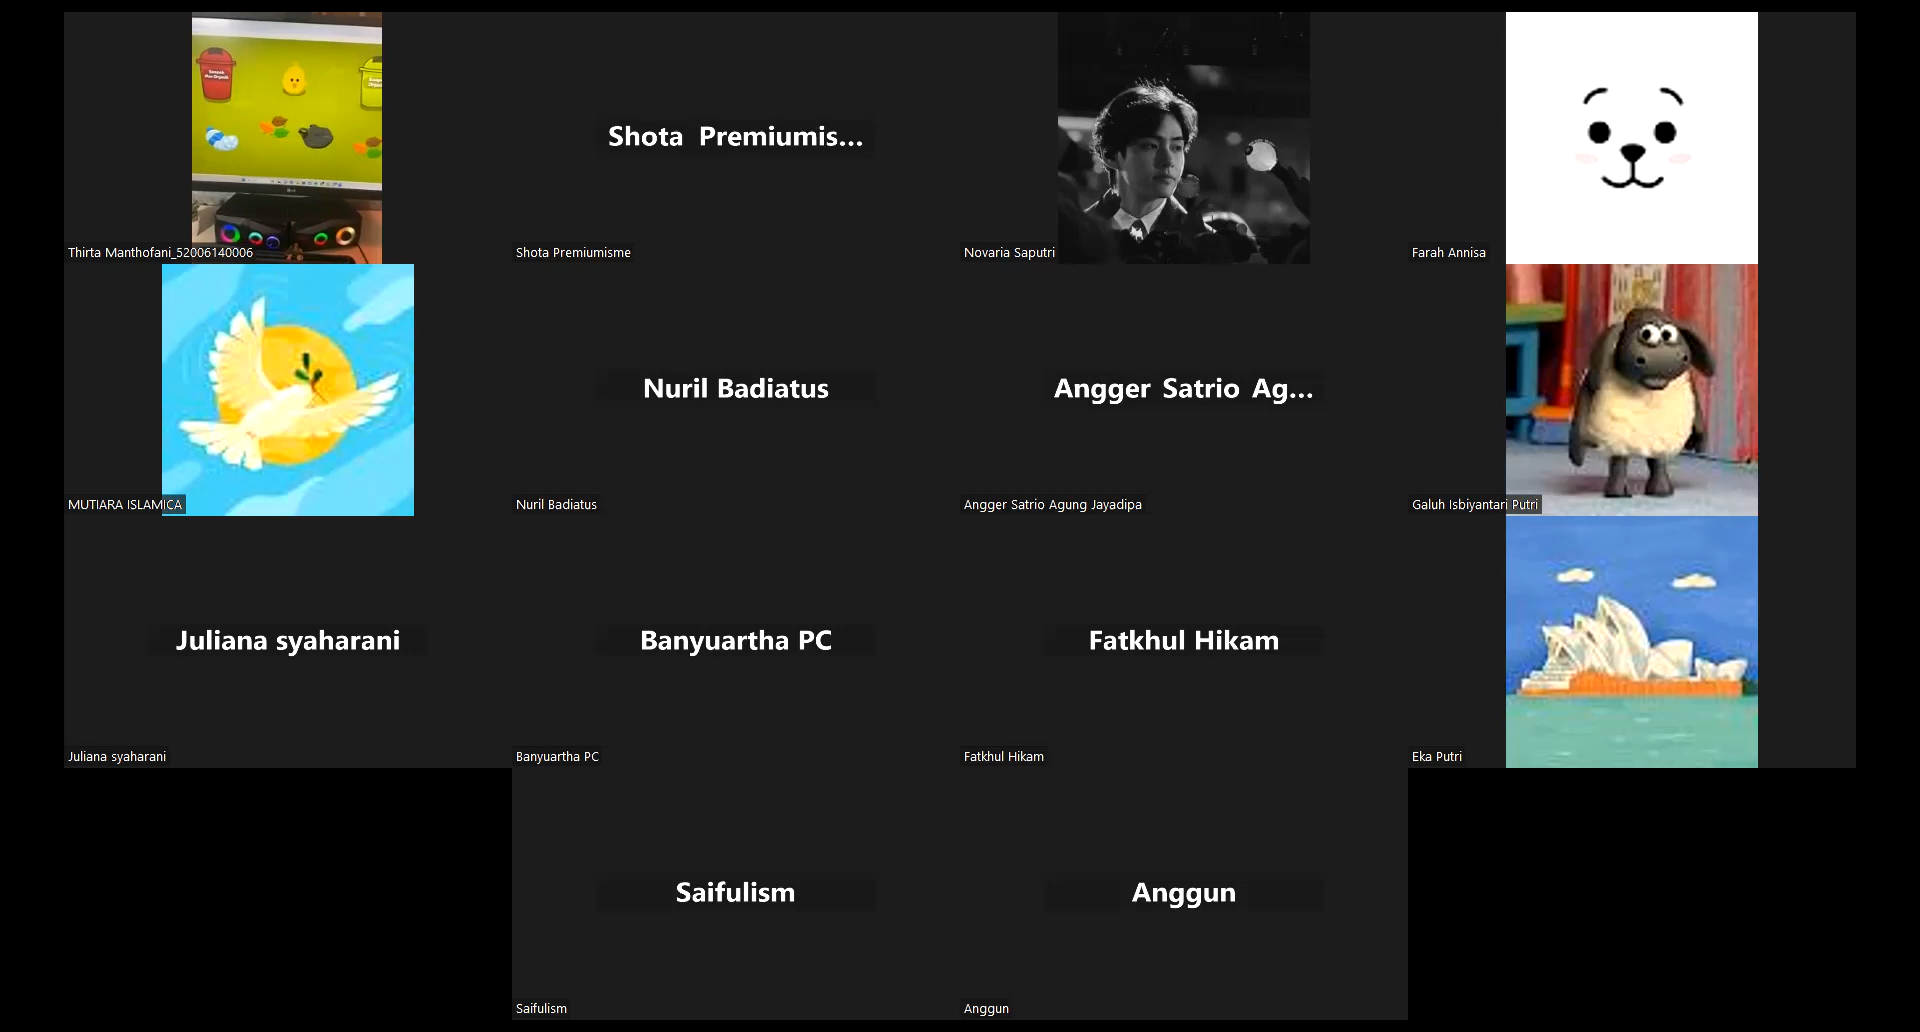 Shota Premiumis...
Thirta Manthofani_52006140006
Shota Premiumisme
Novaria Saputri
Farah Annisa
Nuril Badiatus
Angger Satrio Ag...
MUTIARA ISLAMICA
Nuril Badiatus
Angger Satrio Agung Jayadipa
Galuh Isbiyantari Putri
Juliana syaharani
Banyuartha PC
Fatkhul Hikam
Juliana syaharani
Banyuartha PC
Fatkhul Hikam
Eka Putri
Saifulism
Anggun
Saifulism
Anggun